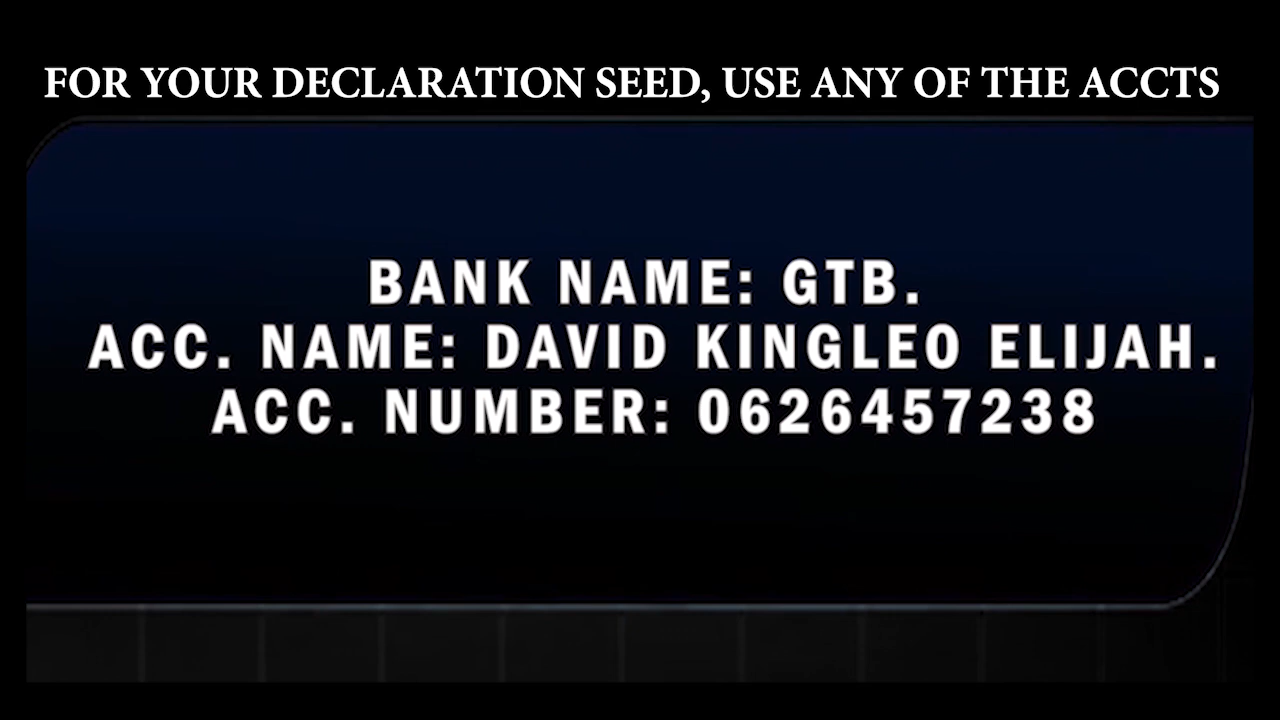 FOR YOUR DECLARATION SEED, USE ANY OF THE ACCTS
BANK NAME: GTB.
ACC. NAME: DAVID KINGLEO ELIJAH.
ACC. NUMBER: 0626457238